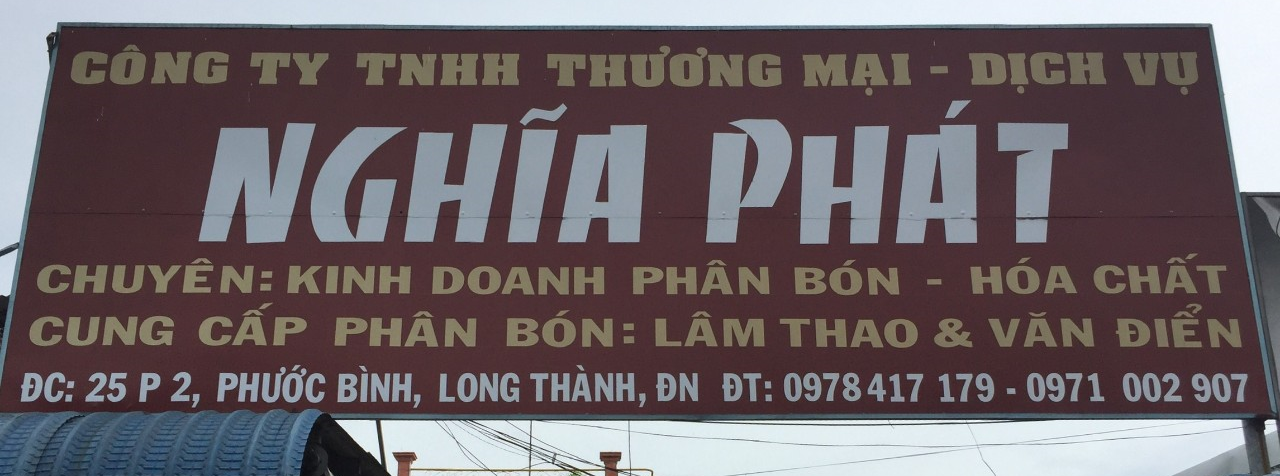 CÔNG TY TNHH THƯƠNG MẠI - DỊCH VỤ
NGHĨA PHÁT
CHUYÊN: KINH DOANH PHÂN BÓN - HÓA CHẤT
CUNG CẤP PHÂN BÓN: LÂM THAO & VĂN ĐIỂN
ĐC: 25 P 2, PHƯỚC BÌNH, LONG THÀNH, ĐN ĐT: 0978 417 179 - 0971 002 907